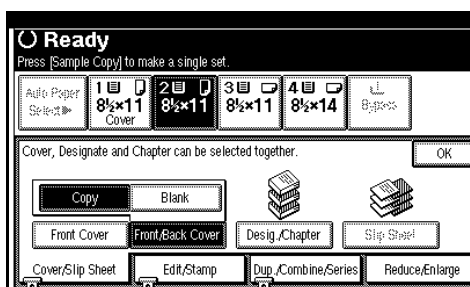 Ready
Press [Sample Copy] to make a single set.
Auto Paper Select▶ 1 8½×11 Cover 2 8½×11 3 8½×11 4 8½×14 Bypass
Cover, Designate and Chapter can be selected together. OK
Copy Blank
Front Cover Front/Back Cover Desig./Chapter Slip Sheet
Cover/Slip Sheet Edit/Stamp Dup./Combine/Series Reduce/Enlarge